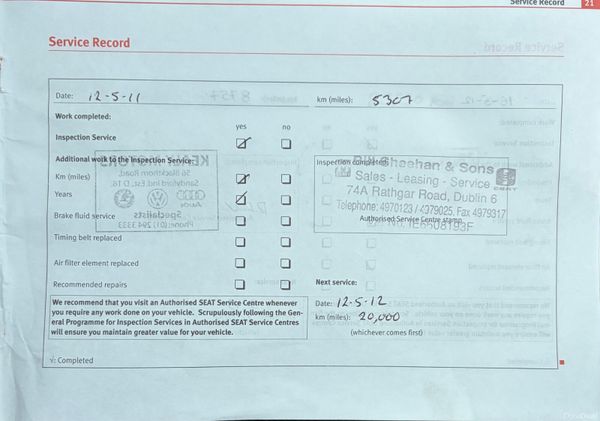 Service Record 21
Service Record
Date: 12-5-11 km (miles): 5307
Work completed:
yes no
Inspection Service
Additional work to the Inspection Service:
Inspection completed:
Km (miles)
Years
Brake fluid service
Timing belt replaced
Air filter element replaced
Recommended repairs
Sheehan & Sons
Sales - Leasing - Service
SEAT
74A Rathgar Road, Dublin 6
Telephone: 4970123 / 4979025, Fax 4979317
Authorised Service Centre stamp
No. IE6608193F
We recommend that you visit an Authorised SEAT Service Centre whenever
you require any work done on your vehicle. Scrupulously following the Gen-
eral Programme for Inspection Services in Authorised SEAT Service Centres
will ensure you maintain greater value for your vehicle.
Next service:
Date: 12-5-12
km (miles): 20,000
(whichever comes first)
√: Completed
DoneDeal